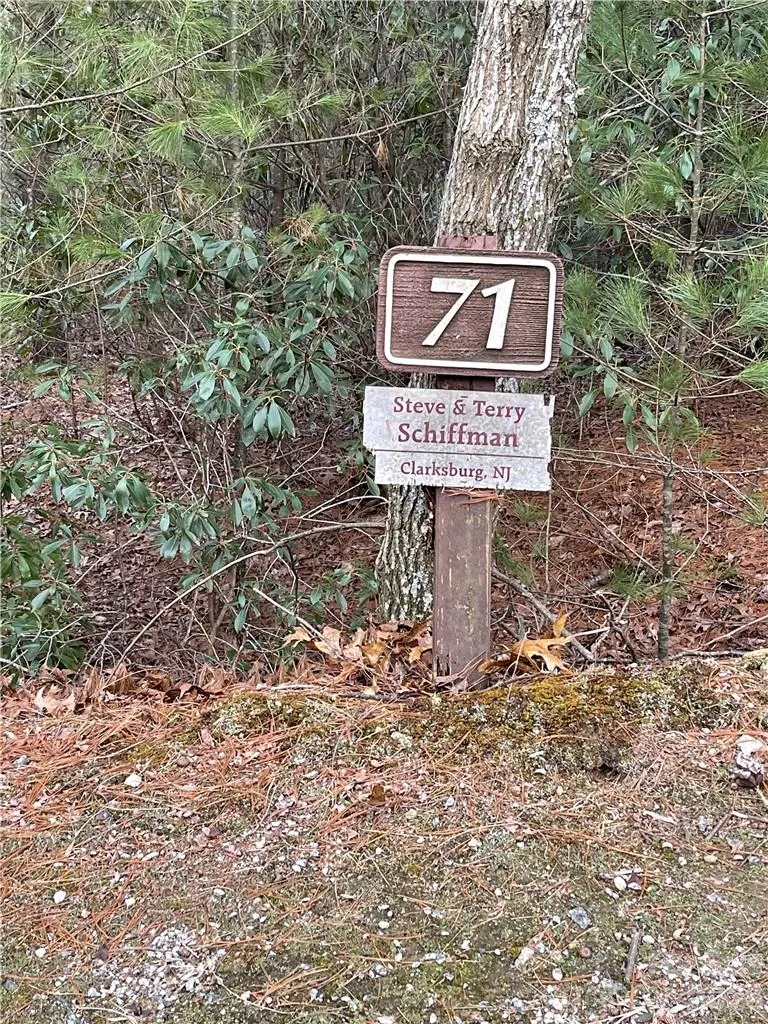 71
Steve & Terry
Schiffman
Clarksburg, NJ